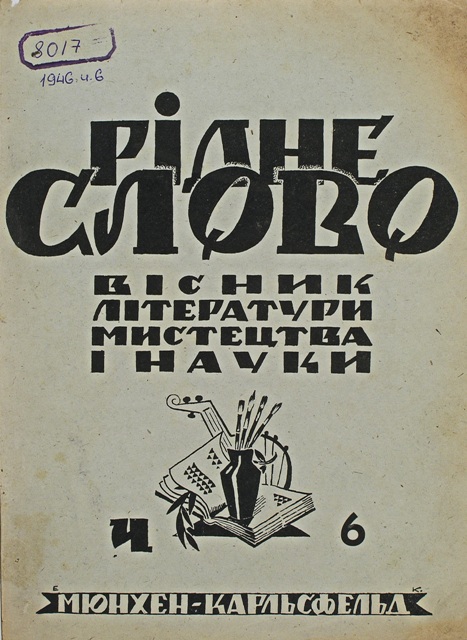 8017
1946.ч.6
РІДНЕ
СЛОВО
ВІСНИК
ЛІТЕРАТУРИ
МИСТЕЦТВА
І НАУКИ
Ч 6
Е К.
МЮНХЕН-КАРЛЬСФЕЛЬД